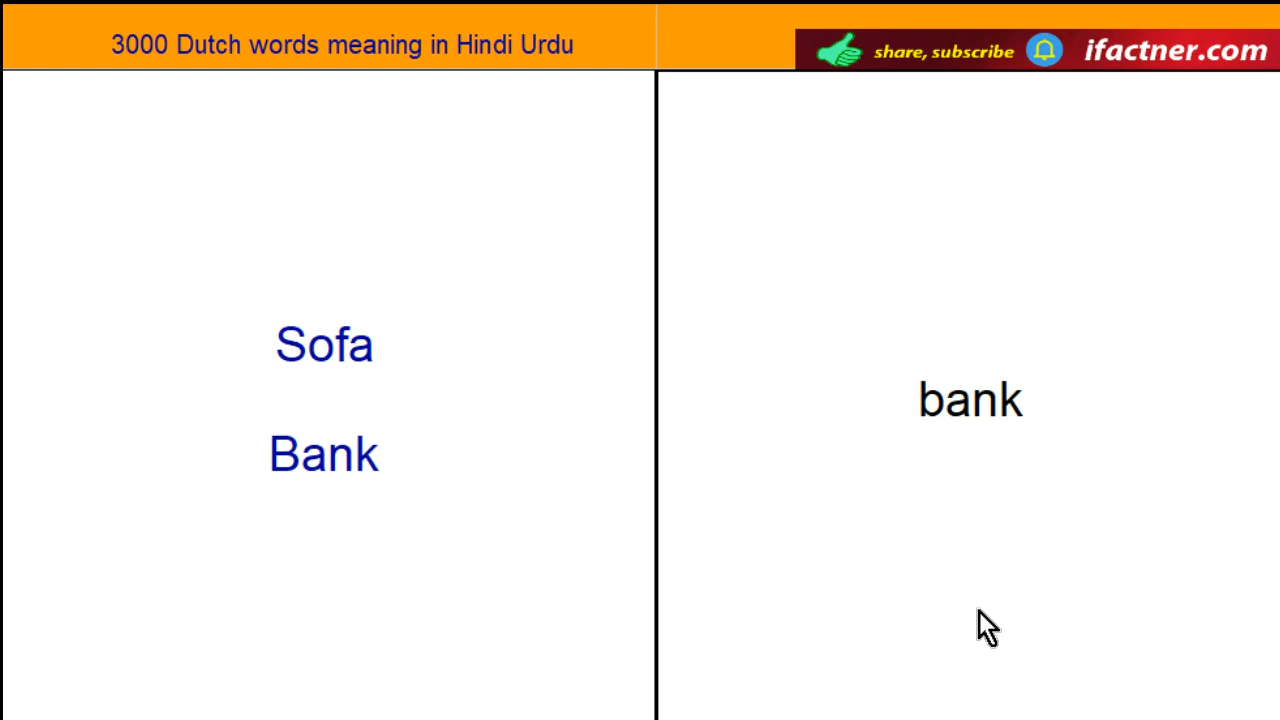 3000 Dutch words meaning in Hindi Urdu
share, subscribe
ifactner.com
Sofa
Bank
bank